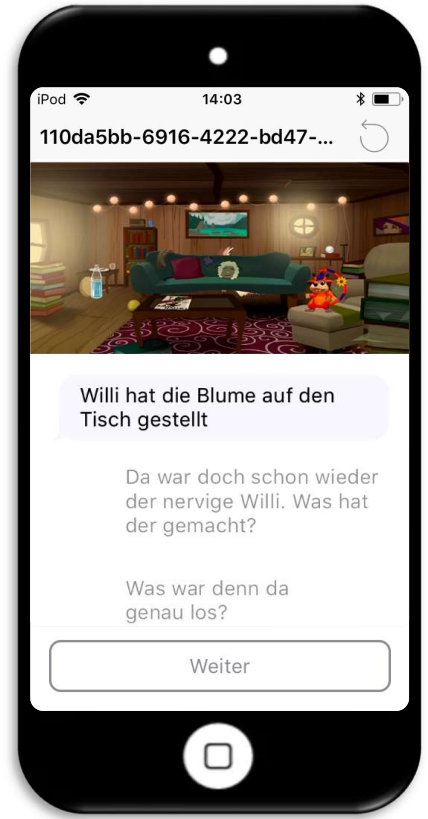 iPod 14:03
110da5bb-6916-4222-bd47-...
Willi hat die Blume auf den
Tisch gestellt
Da war doch schon wieder
der nervige Willi. Was hat
der gemacht?
Was war denn da
genau los?
Weiter